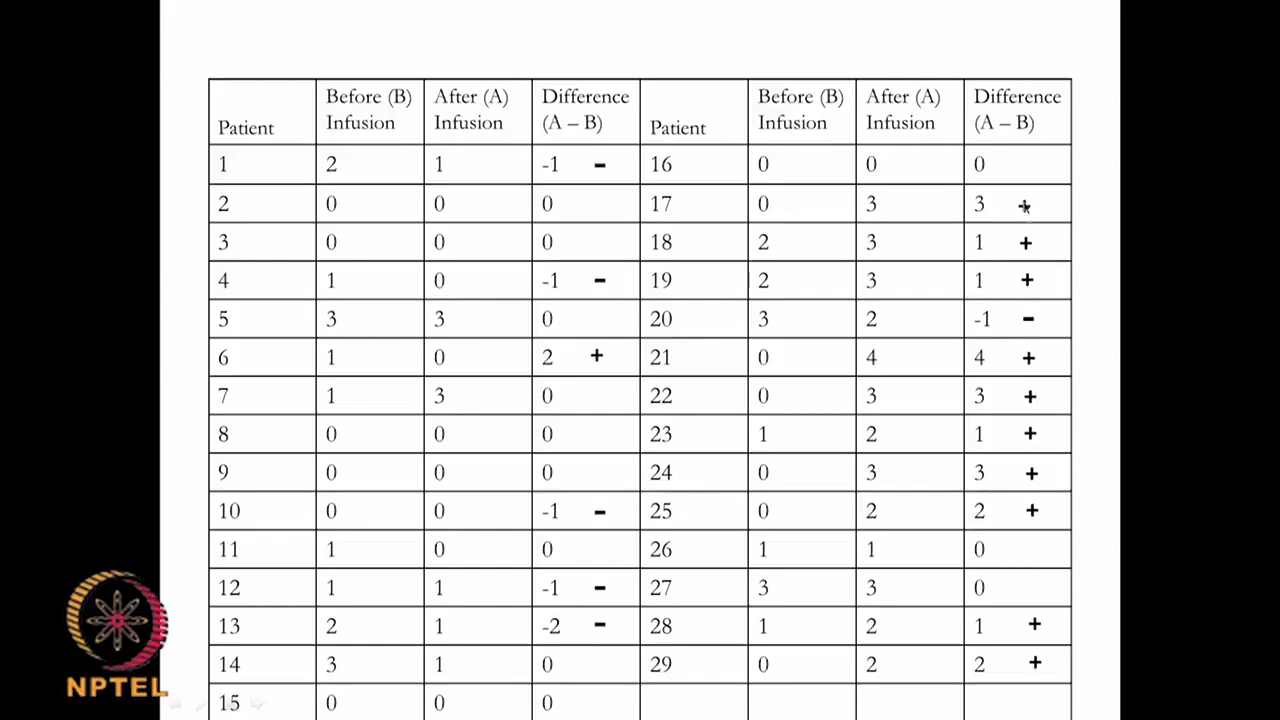 Patient Before (B) Infusion After (A) Infusion Difference (A – B) Patient Before (B) Infusion After (A) Infusion Difference (A – B)
1 2 1 -1 - 16 0 0 0
2 0 0 0 17 0 3 3 +
3 0 0 0 18 2 3 1 +
4 1 0 -1 - 19 2 3 1 +
5 3 3 0 20 3 2 -1 -
6 1 0 2 + 21 0 4 4 +
7 1 3 0 22 0 3 3 +
8 0 0 0 23 1 2 1 +
9 0 0 0 24 0 3 3 +
10 0 0 -1 - 25 0 2 2 +
11 1 0 0 26 1 1 0
12 1 1 -1 - 27 3 3 0
13 2 1 -2 - 28 1 2 1 +
14 3 1 0 29 0 2 2 +
15 0 0 0
NPTEL